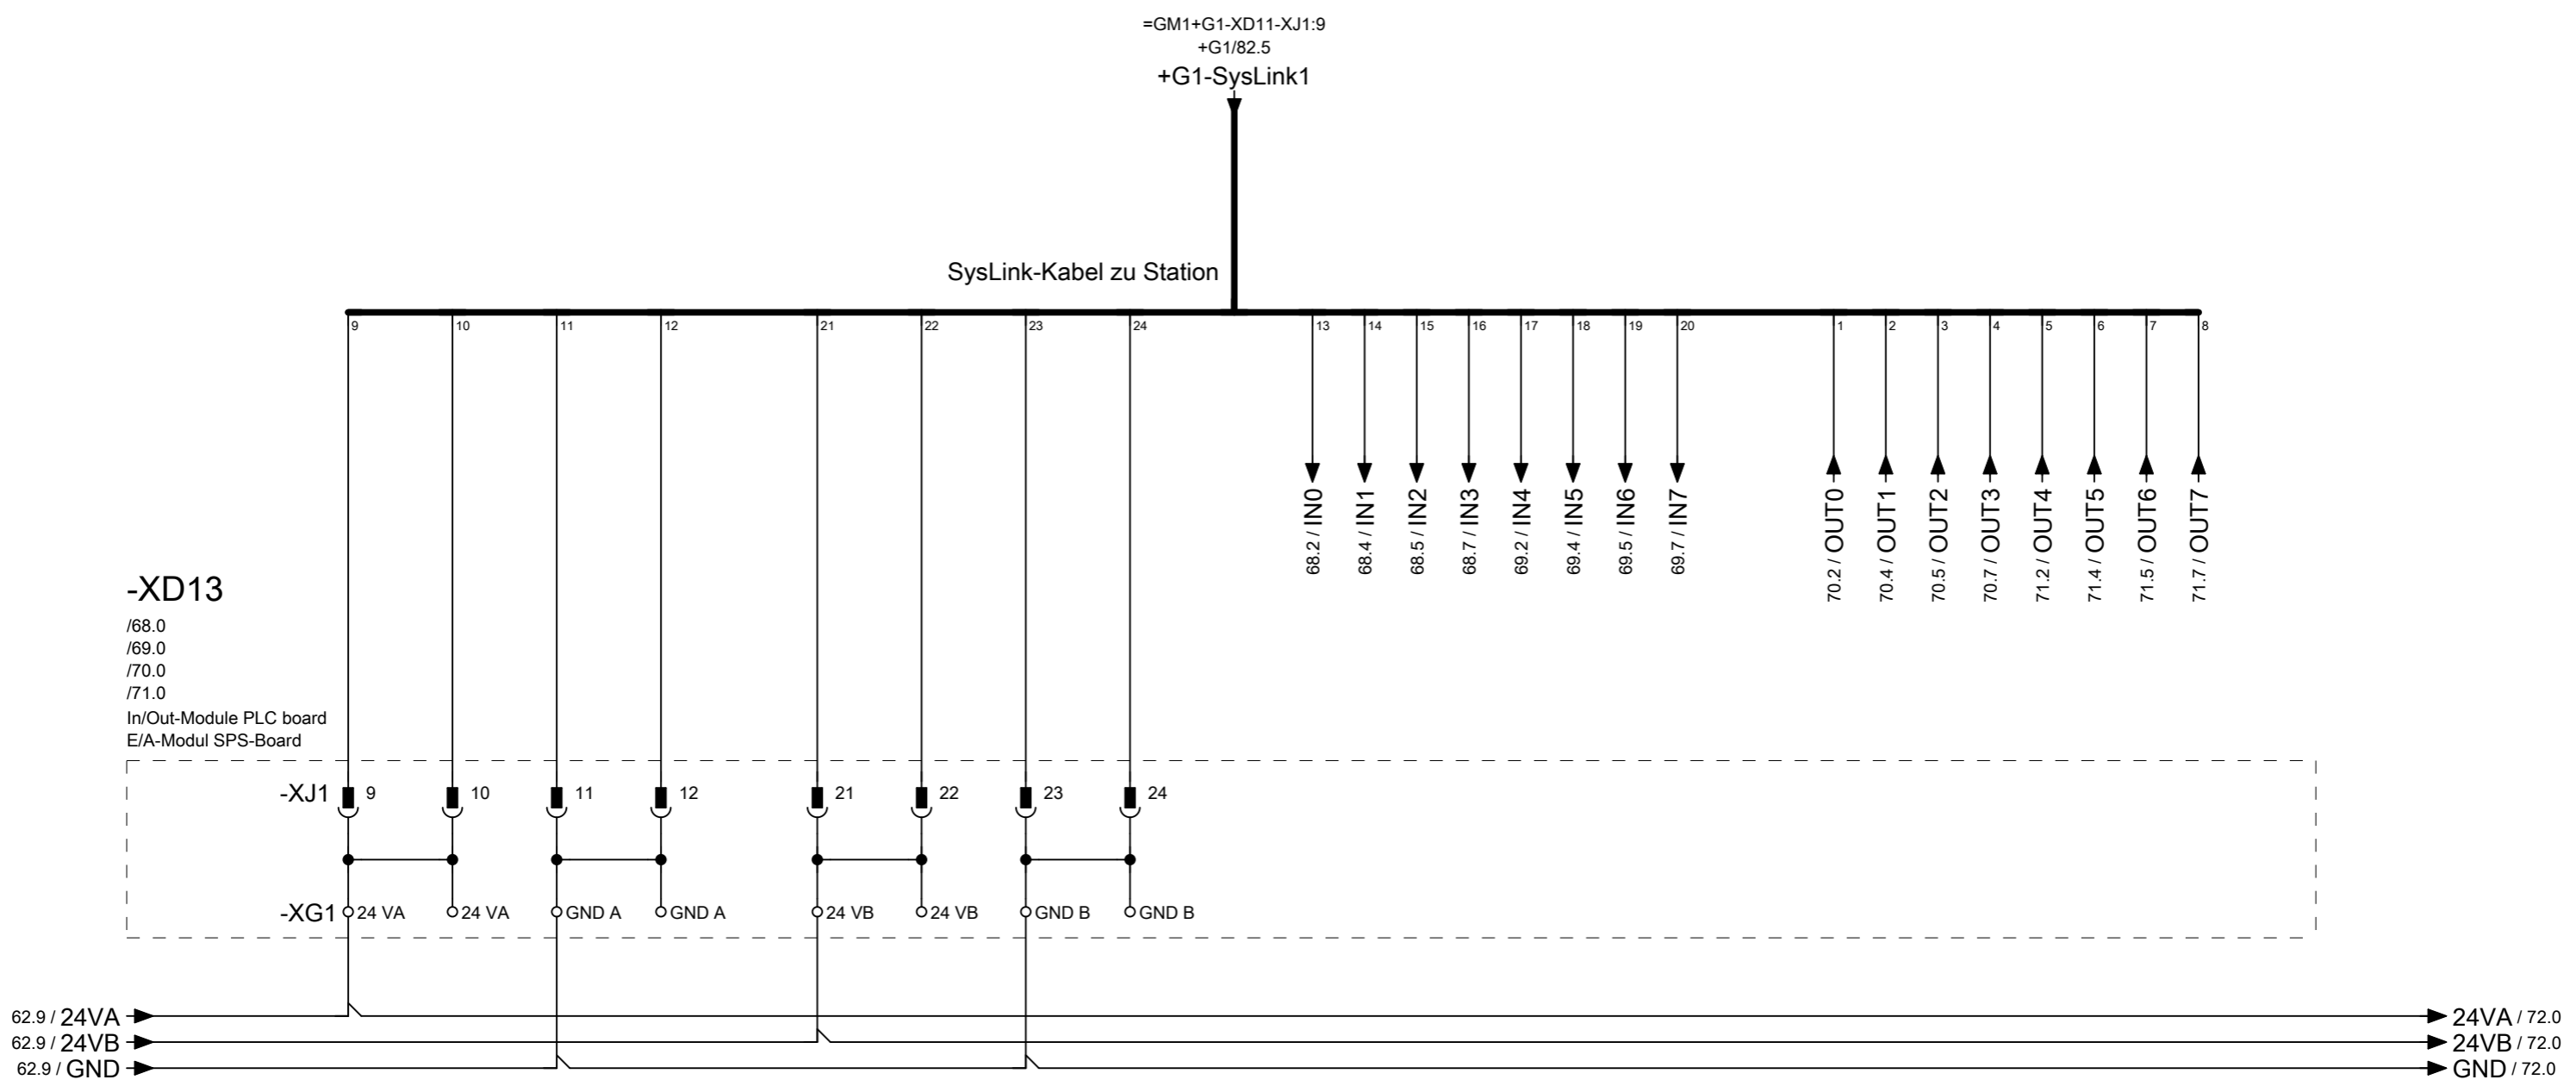 =GM1+G1-XD11-XJ1:9
+G1/82.5
+G1-SysLink1
SysLink-Kabel zu Station
9 10 11 12 21 22 23 24 13 14 15 16 17 18 19 20 1 2 3 4 5 6 7 8
68.2 / IN0
68.4 / IN1
68.5 / IN2
68.7 / IN3
69.2 / IN4
69.4 / IN5
69.5 / IN6
69.7 / IN7
70.2 / OUT0
70.4 / OUT1
70.5 / OUT2
70.7 / OUT3
71.2 / OUT4
71.4 / OUT5
71.5 / OUT6
71.7 / OUT7
-XD13
/68.0
/69.0
/70.0
/71.0
In/Out-Module PLC board
E/A-Modul SPS-Board
-XJ1 9 10 11 12 21 22 23 24
-XG1 24 VA 24 VA GND A GND A 24 VB 24 VB GND B GND B
62.9 / 24VA 24VA / 72.0
62.9 / 24VB 24VB / 72.0
62.9 / GND GND / 72.0